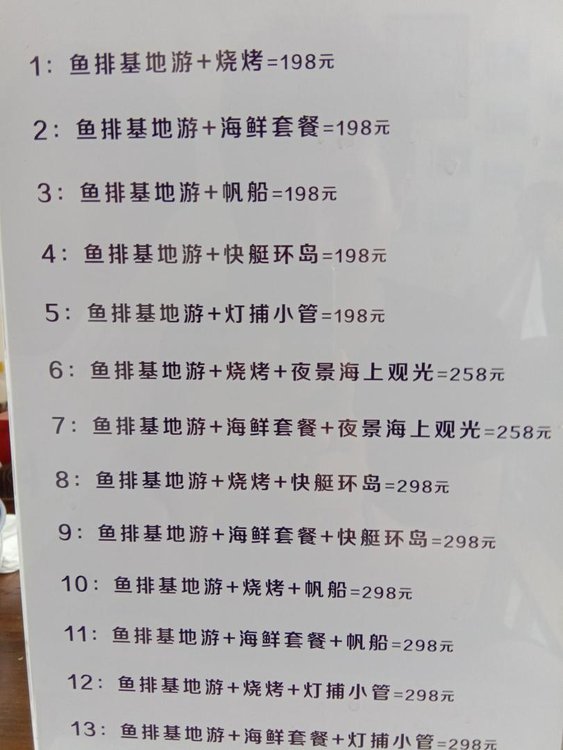 1：鱼排基地游+烧烤=198元
2：鱼排基地游+海鲜套餐=198元
3：鱼排基地游+帆船=198元
4：鱼排基地游+快艇环岛=198元
5：鱼排基地游+灯捕小管=198元
6：鱼排基地游+烧烤+夜景海上观光=258元
7：鱼排基地游+海鲜套餐+夜景海上观光=258元
8：鱼排基地游+烧烤+快艇环岛=298元
9：鱼排基地游+海鲜套餐+快艇环岛=298元
10：鱼排基地游+烧烤+帆船=298元
11：鱼排基地游+海鲜套餐+帆船=298元
12：鱼排基地游+烧烤+灯捕小管=298元
13：鱼排基地游+海鲜套餐+灯捕小管=298元